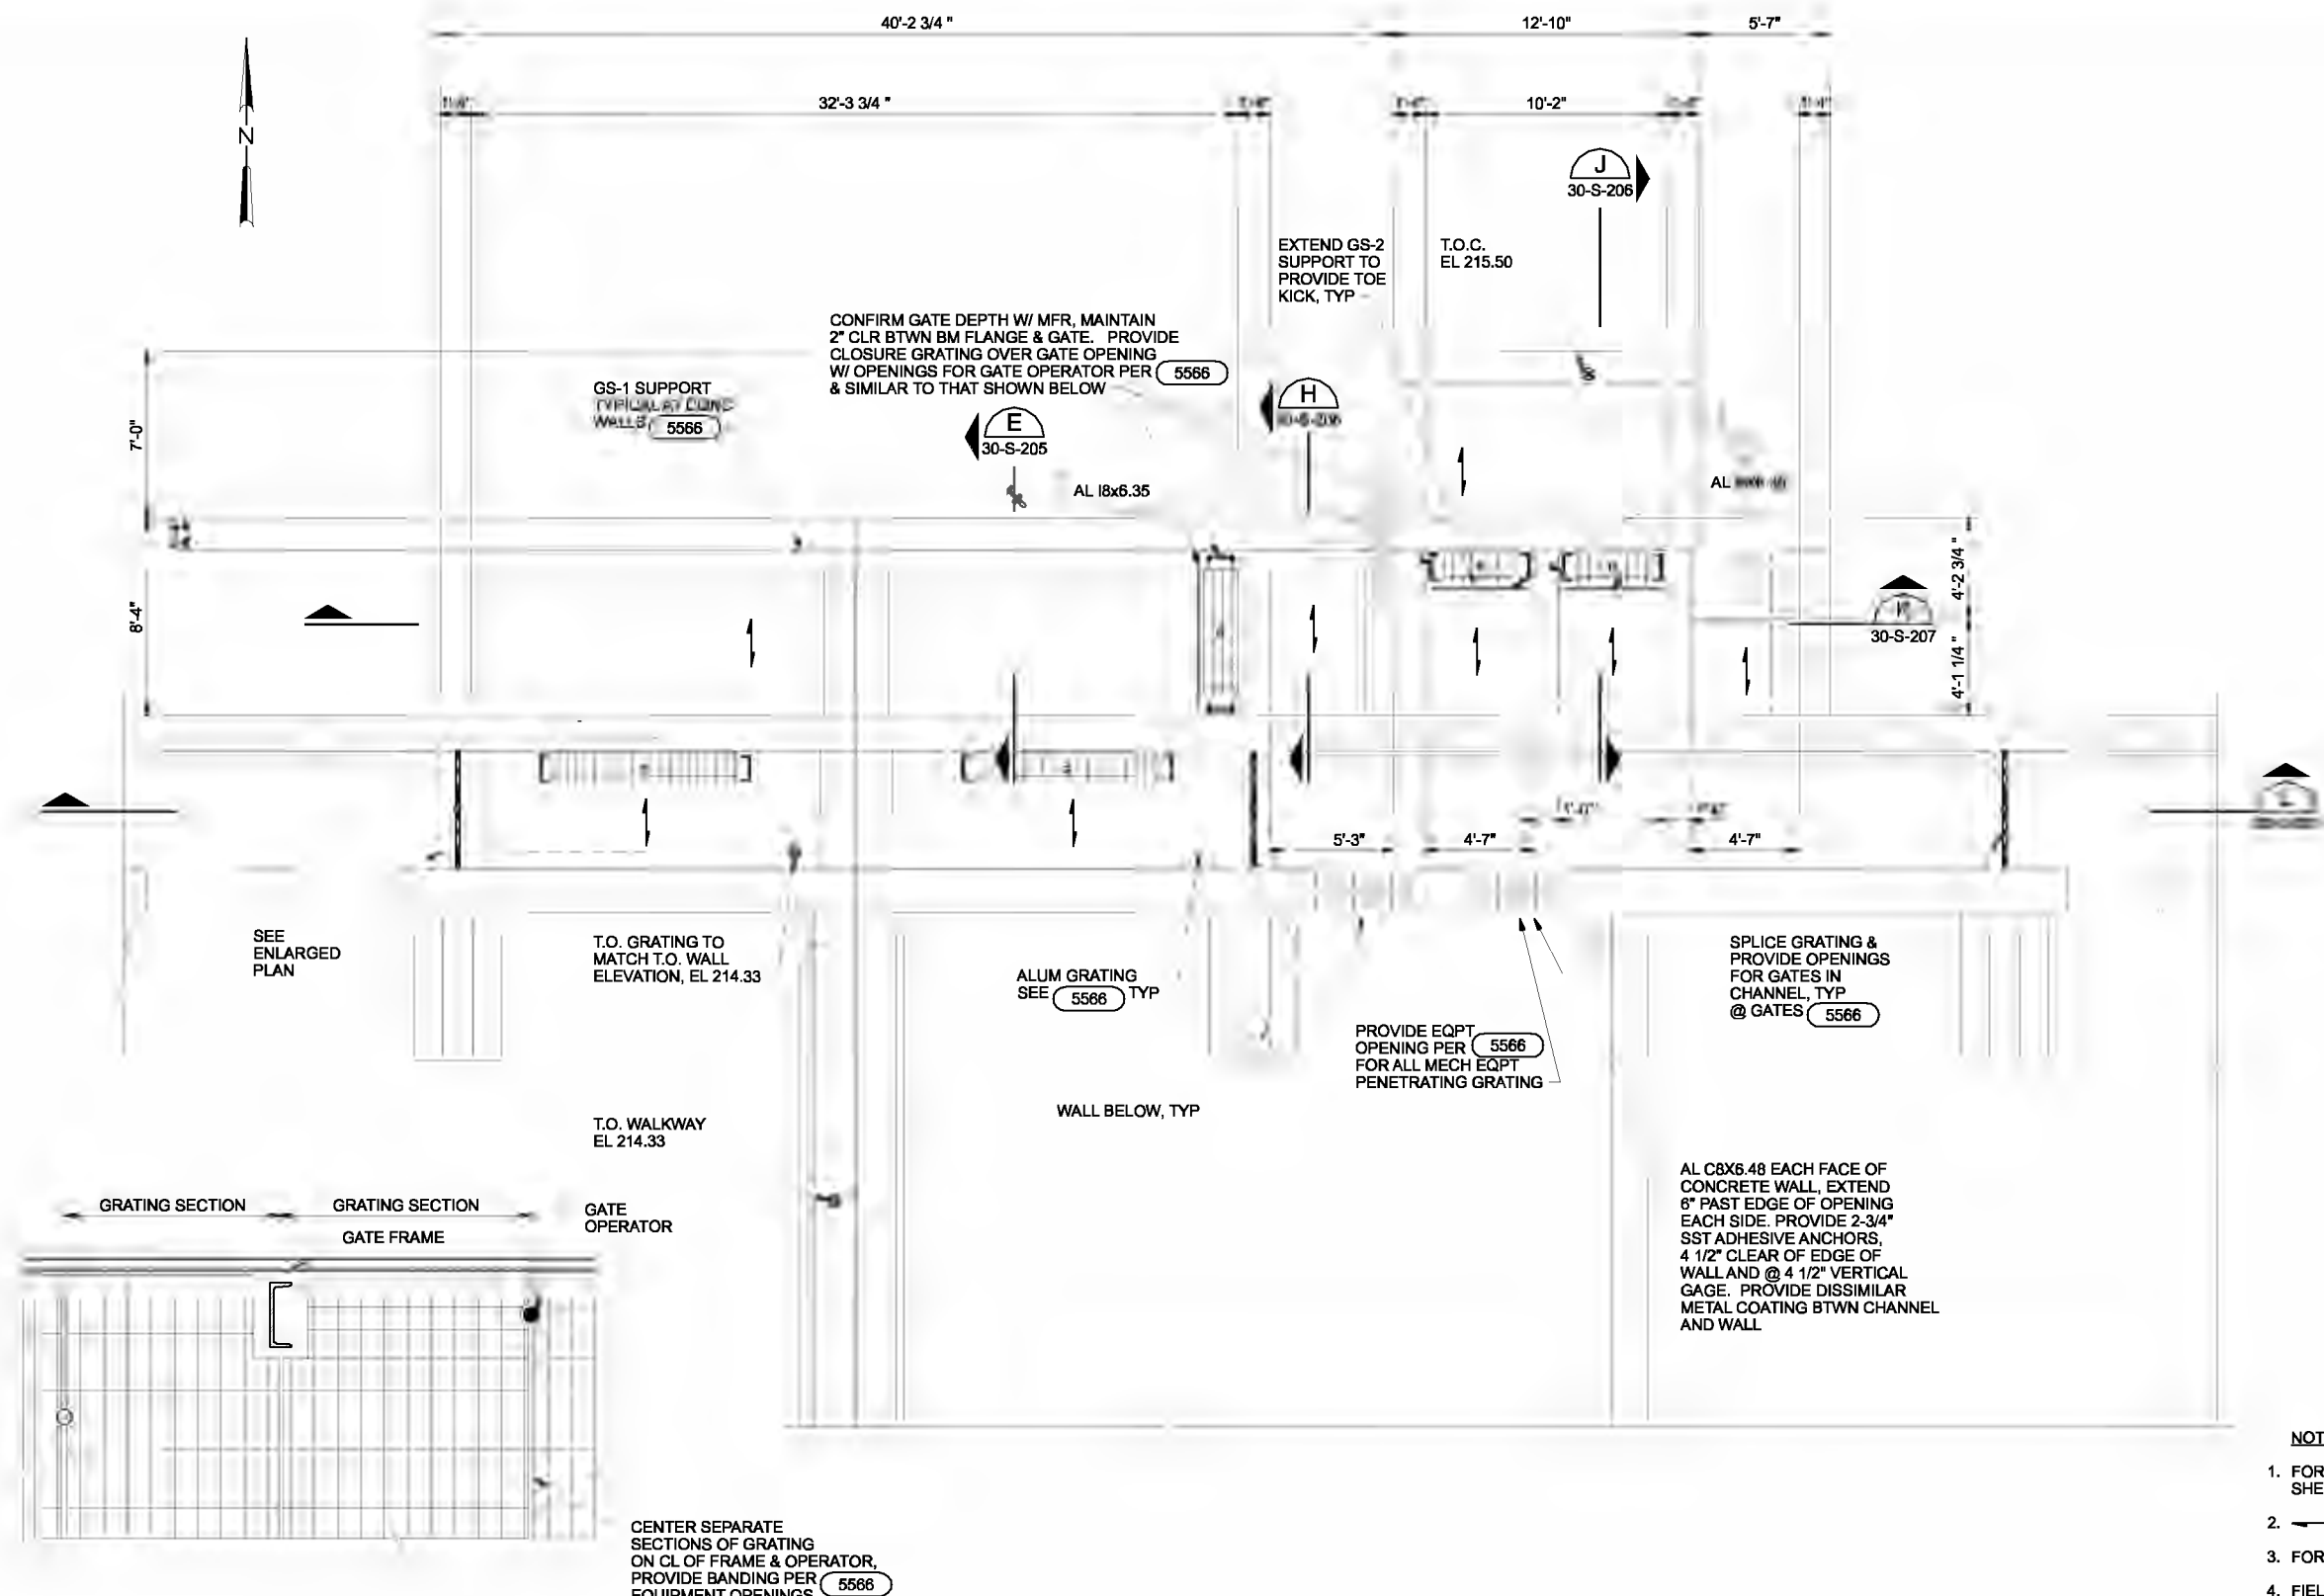 40'-2 3/4 "
12'-10"
5'-7"
32'-3 3/4 "
10'-2"
N
J
30-S-206
EXTEND GS-2
SUPPORT TO
PROVIDE TOE
KICK, TYP
T.O.C.
EL 215.50
CONFIRM GATE DEPTH W/ MFR, MAINTAIN
2" CLR BTWN BM FLANGE & GATE. PROVIDE
CLOSURE GRATING OVER GATE OPENING
W/ OPENINGS FOR GATE OPERATOR PER 5566
& SIMILAR TO THAT SHOWN BELOW
GS-1 SUPPORT
TYPICAL AT CONC
WALLS 5566
7'-0"
E
30-S-205
H
30-S-206
AL I8x6.35
AL
8'-4"
4'-2 3/4 "
30-S-207
4'-1 1/4 "
5'-3"
4'-7"
4'-7"
SEE
ENLARGED
PLAN
T.O. GRATING TO
MATCH T.O. WALL
ELEVATION, EL 214.33
ALUM GRATING
SEE 5566 TYP
SPLICE GRATING &
PROVIDE OPENINGS
FOR GATES IN
CHANNEL, TYP
@ GATES 5566
PROVIDE EQPT
OPENING PER 5566
FOR ALL MECH EQPT
PENETRATING GRATING
WALL BELOW, TYP
T.O. WALKWAY
EL 214.33
AL C8X6.48 EACH FACE OF
CONCRETE WALL, EXTEND
6" PAST EDGE OF OPENING
EACH SIDE. PROVIDE 2-3/4"
SST ADHESIVE ANCHORS,
4 1/2" CLEAR OF EDGE OF
WALL AND @ 4 1/2" VERTICAL
GAGE. PROVIDE DISSIMILAR
METAL COATING BTWN CHANNEL
AND WALL
GRATING SECTION
GRATING SECTION
GATE
OPERATOR
GATE FRAME
CENTER SEPARATE
SECTIONS OF GRATING
ON CL OF FRAME & OPERATOR,
PROVIDE BANDING PER 5566
EQUIPMENT OPENINGS
NOT
1. FOR
SHE
2.
3. FOR
4. FIEL